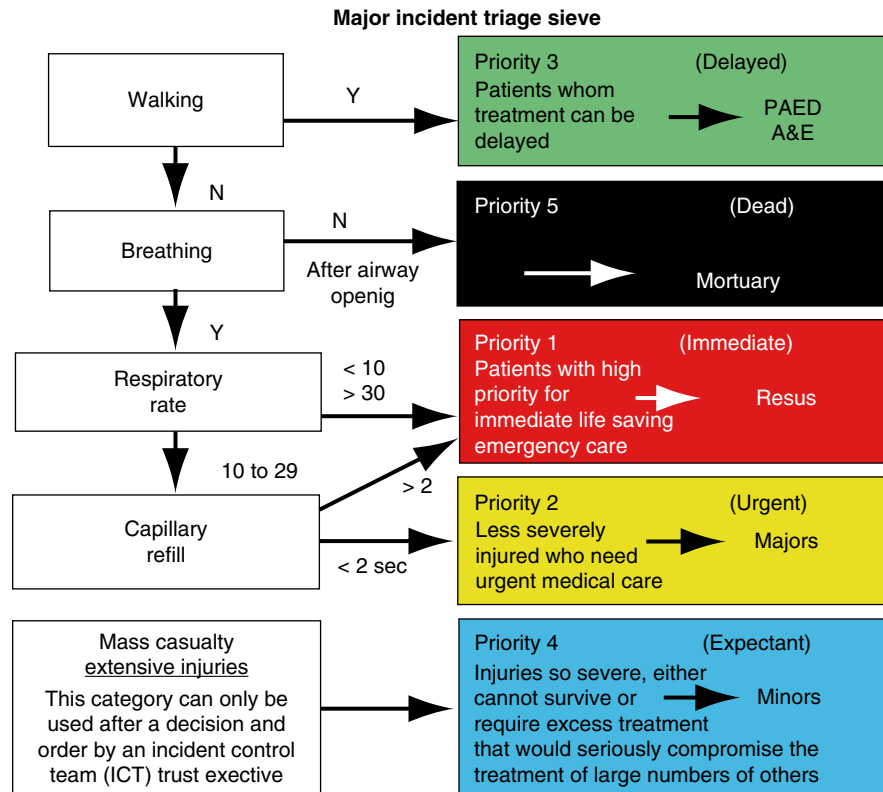 Major incident triage sieve
Walking
Y
Priority 3 (Delayed)
Patients whom
treatment can be
delayed
PAED
A&E
N
Breathing
N
After airway
openig
Priority 5 (Dead)
Mortuary
Y
Respiratory
rate
< 10
> 30
Priority 1 (Immediate)
Patients with high
priority for
immediate life saving
emergency care
Resus
10 to 29
> 2
Capillary
refill
< 2 sec
Priority 2 (Urgent)
Less severely
injured who need
urgent medical care
Majors
Mass casualty
extensive injuries
This category can only be
used after a decision and
order by an incident control
team (ICT) trust exective
Priority 4 (Expectant)
Injuries so severe, either
cannot survive or
require excess treatment
that would seriously compromise the
treatment of large numbers of others
Minors